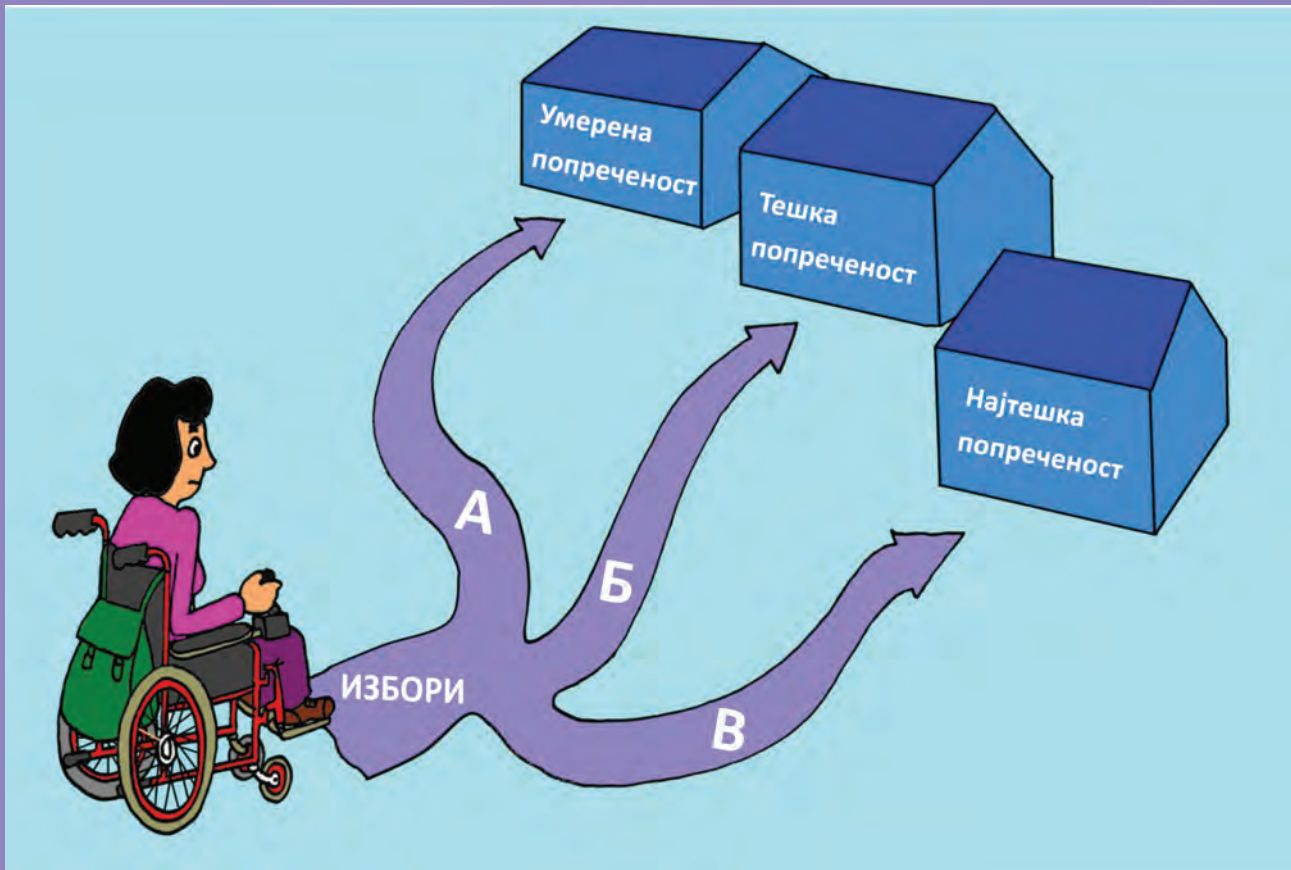 Умерена
попреченост
Тешка
попреченост
Најтешка
попреченост
А
Б
ИЗБОРИ
В